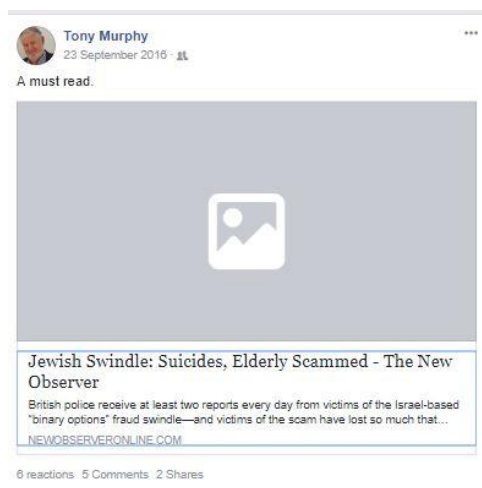 Tony Murphy
23 September 2016
A must read.
Jewish Swindle: Suicides, Elderly Scammed - The New
Observer
British police receive at least two reports every day from victims of the Israel-based
"binary options" fraud swindle—and victims of the scam have lost so much that...
NEWOBSERVERONLINE.COM
6 reactions 5 Comments 2 Shares